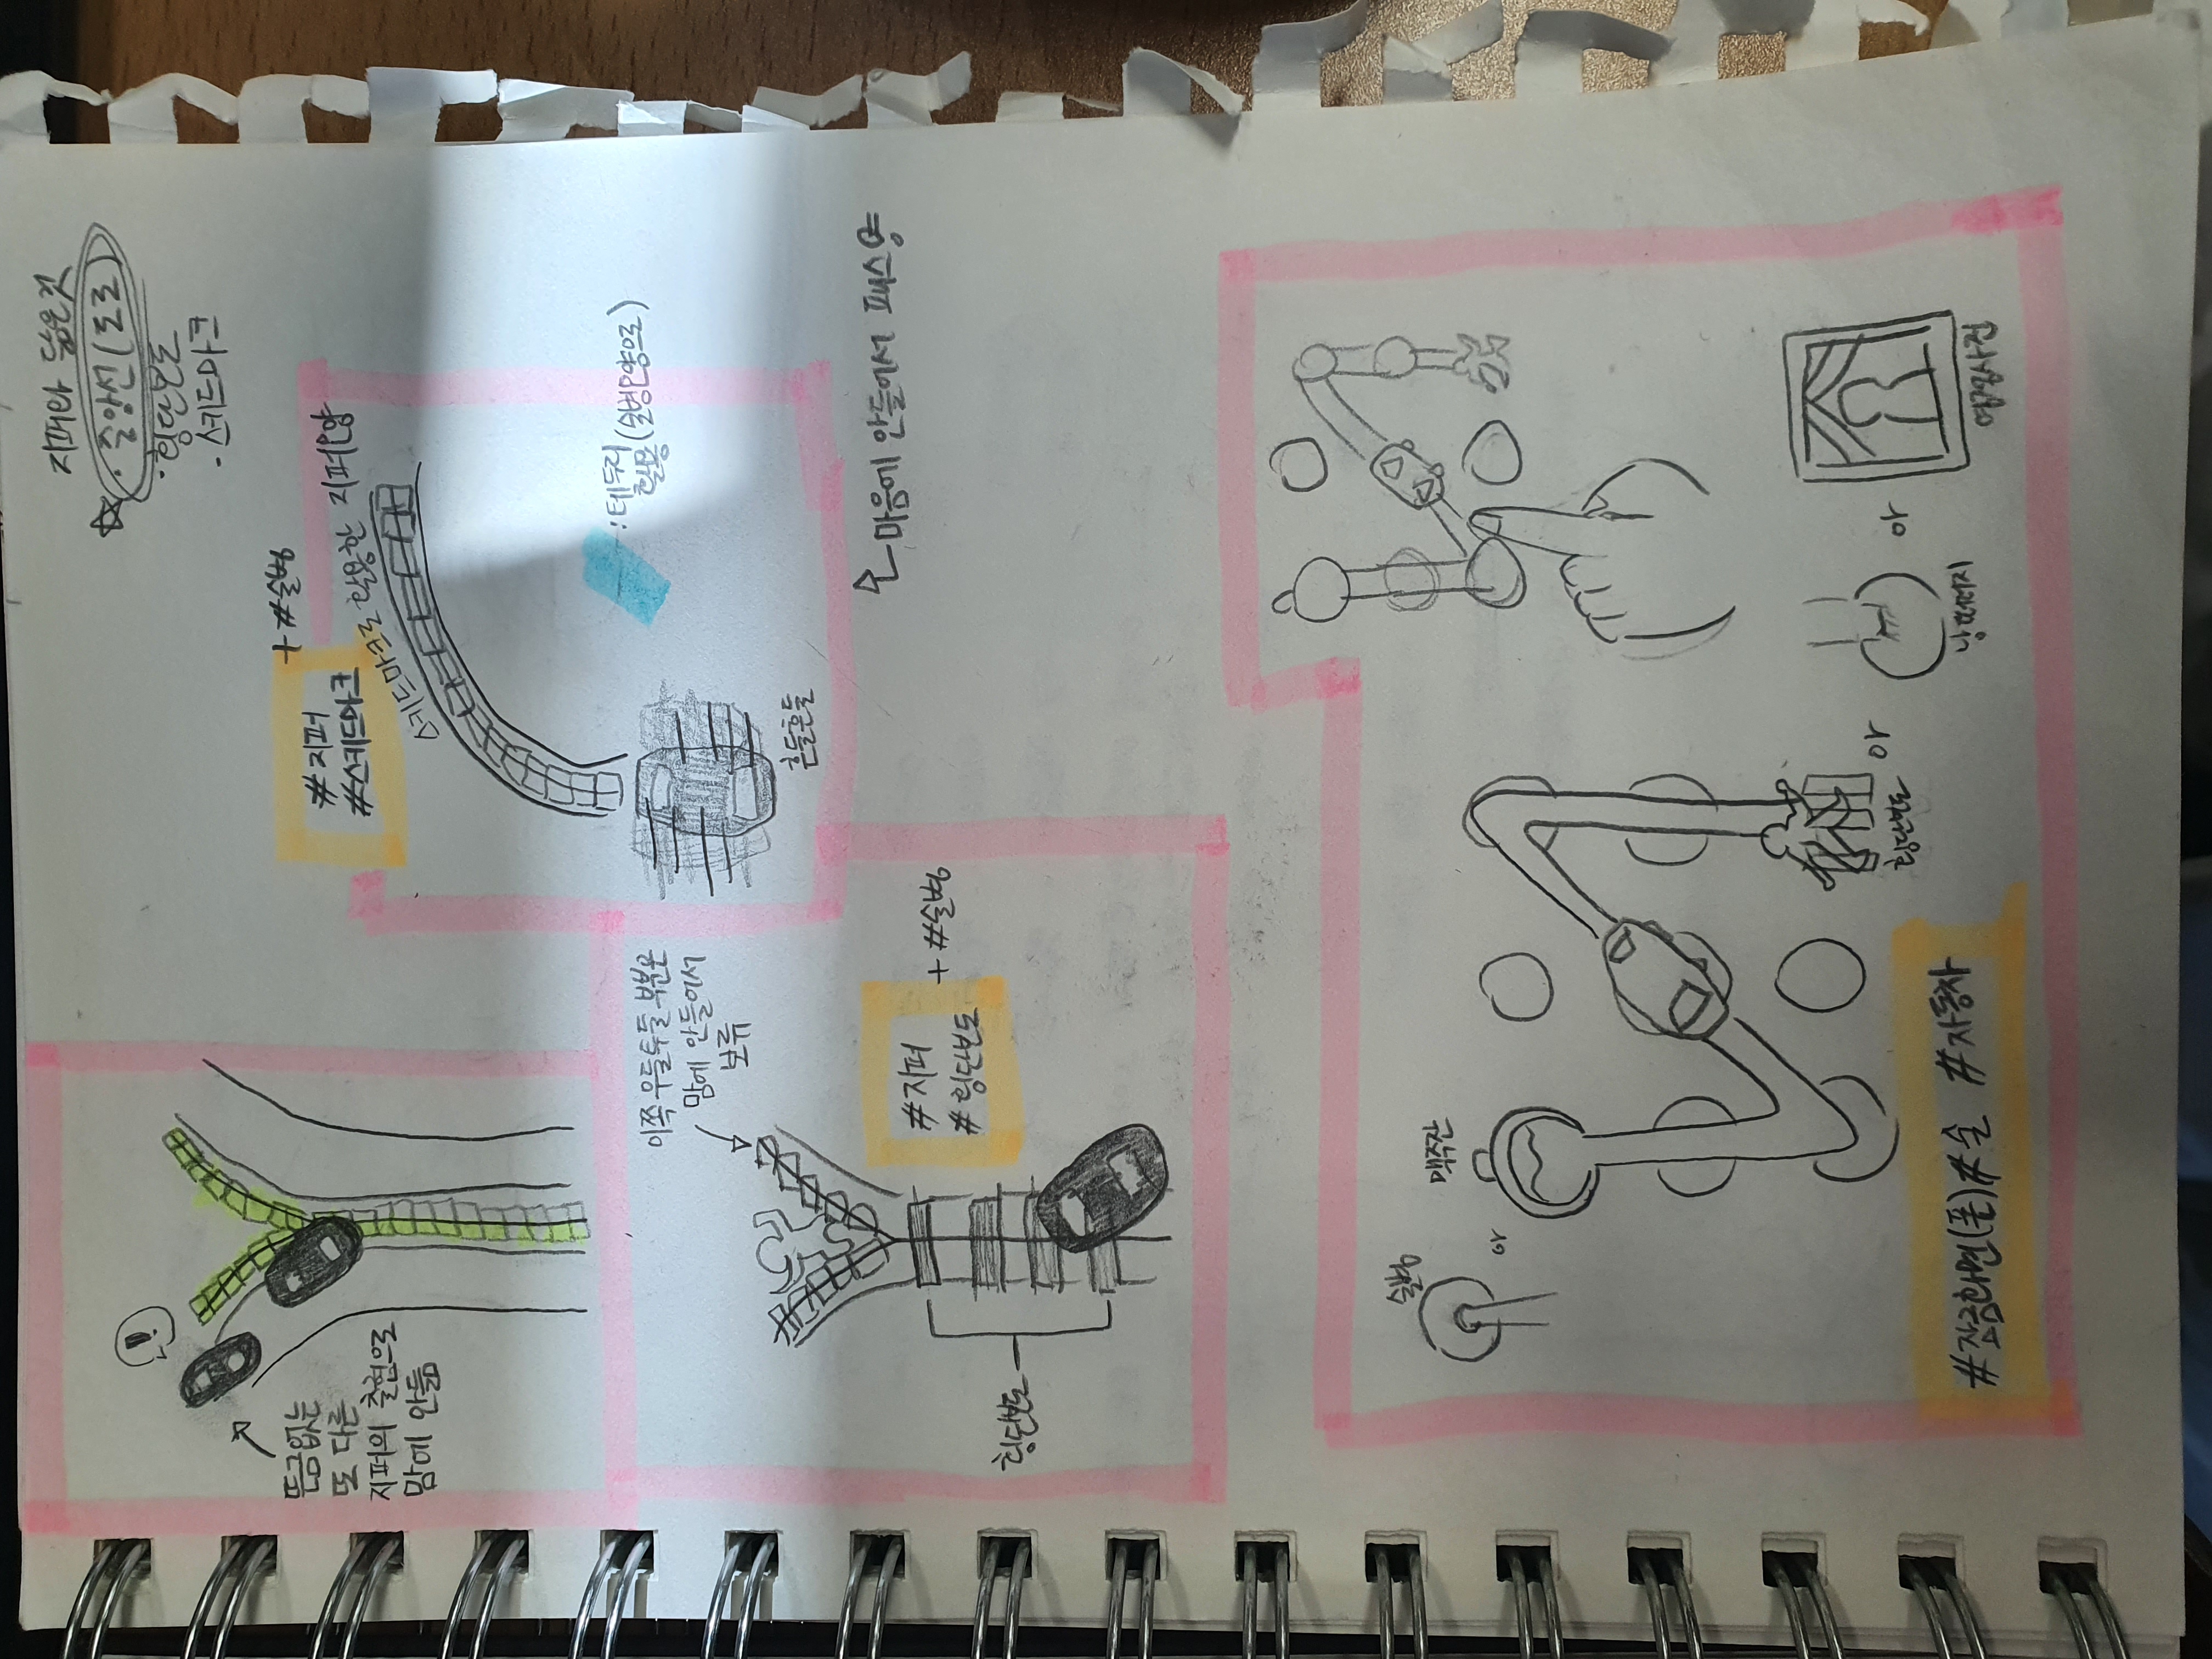 지퍼와 닮은것
· 중앙선(도로)
· 횡단보도
· 스키드마크
!
뜬금없는
또 다른
지퍼의 출현으로
맘에 안듦
#지퍼
#스키드마크
+ #술병
스키드마크로 활용한 지퍼모양
: 테두리
활용(술병모양으로)
흔들흔들
마음에 안들어서 패스용
이쪽 우들투들 부분은
맘에 안들어서
보류
#지퍼
#횡단보도
+ #술병
횡단보도
술병
or
맥주잔
횡단보도
or
낭떠러지
or
영정사진
#잠금화면(폰) #술 #자동차